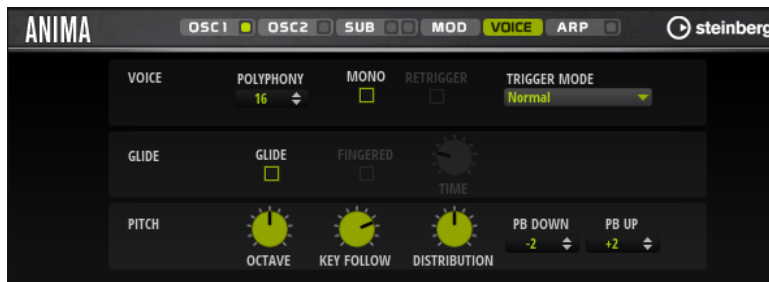 ANIMA OSC1 OSC2 SUB MOD VOICE ARP steinberg
VOICE POLYPHONY MONO RETRIGGER TRIGGER MODE
16 Normal
GLIDE GLIDE FINGERED
TIME
PITCH PB DOWN PB UP
-2 +2
OCTAVE KEY FOLLOW DISTRIBUTION